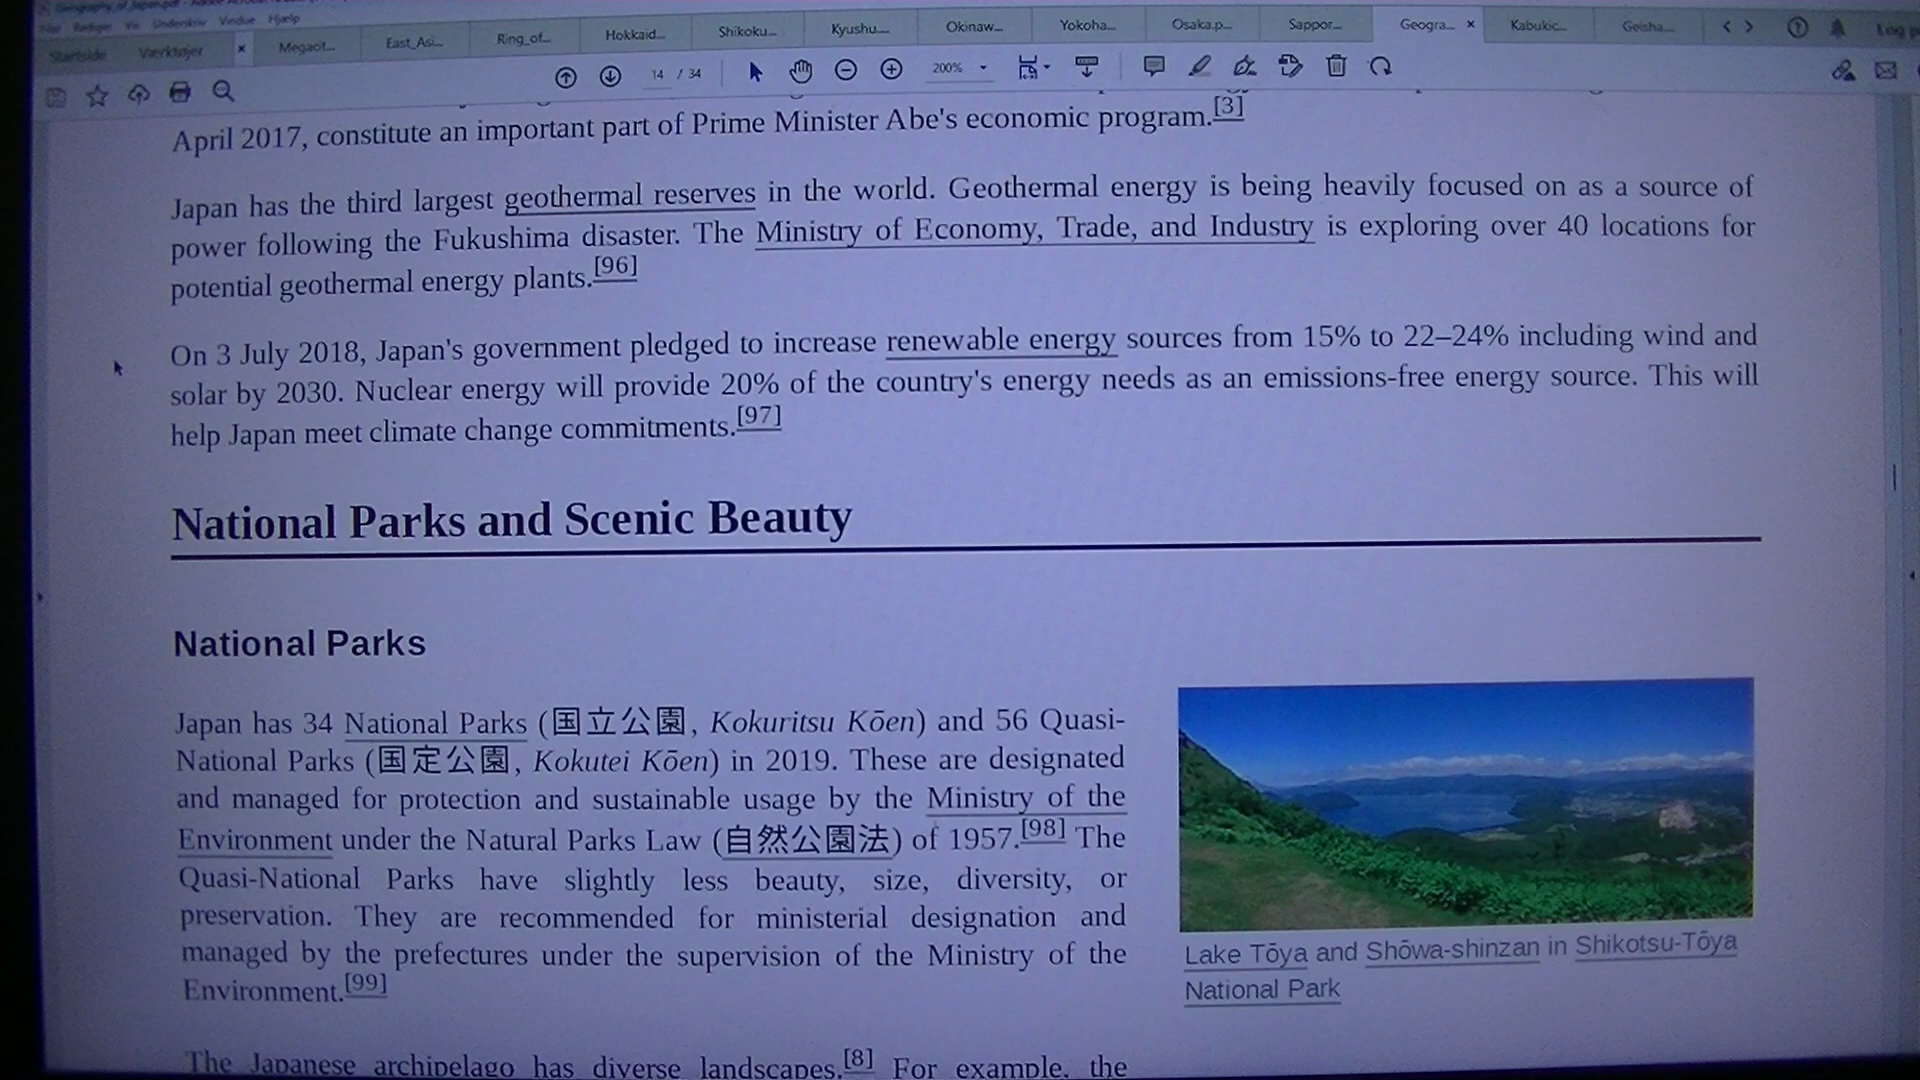 Vindue Hjælp
Startside Værktøjer Megacit... East_Asi... Ring_of... Hokkaid... Shikoku... Kyushu.... Okinaw... Yokoha... Osaka.p... Sappor... Geogra... Kabukic... Geisha...
14 / 34 200%
April 2017, constitute an important part of Prime Minister Abe's economic program.[3]
Japan has the third largest geothermal reserves in the world. Geothermal energy is being heavily focused on as a source of
power following the Fukushima disaster. The Ministry of Economy, Trade, and Industry is exploring over 40 locations for
potential geothermal energy plants.[96]
On 3 July 2018, Japan's government pledged to increase renewable energy sources from 15% to 22–24% including wind and
solar by 2030. Nuclear energy will provide 20% of the country's energy needs as an emissions-free energy source. This will
help Japan meet climate change commitments.[97]
National Parks and Scenic Beauty
National Parks
Japan has 34 National Parks (国立公園, Kokuritsu Kōen) and 56 Quasi-
National Parks (国定公園, Kokutei Kōen) in 2019. These are designated
and managed for protection and sustainable usage by the Ministry of the
Environment under the Natural Parks Law (自然公園法) of 1957.[98] The
Quasi-National Parks have slightly less beauty, size, diversity, or
preservation. They are recommended for ministerial designation and
managed by the prefectures under the supervision of the Ministry of the
Environment.[99]
Lake Tōya and Shōwa-shinzan in Shikotsu-Tōya
National Park
The Japanese archipelago has diverse landscapes.[8] For example, the